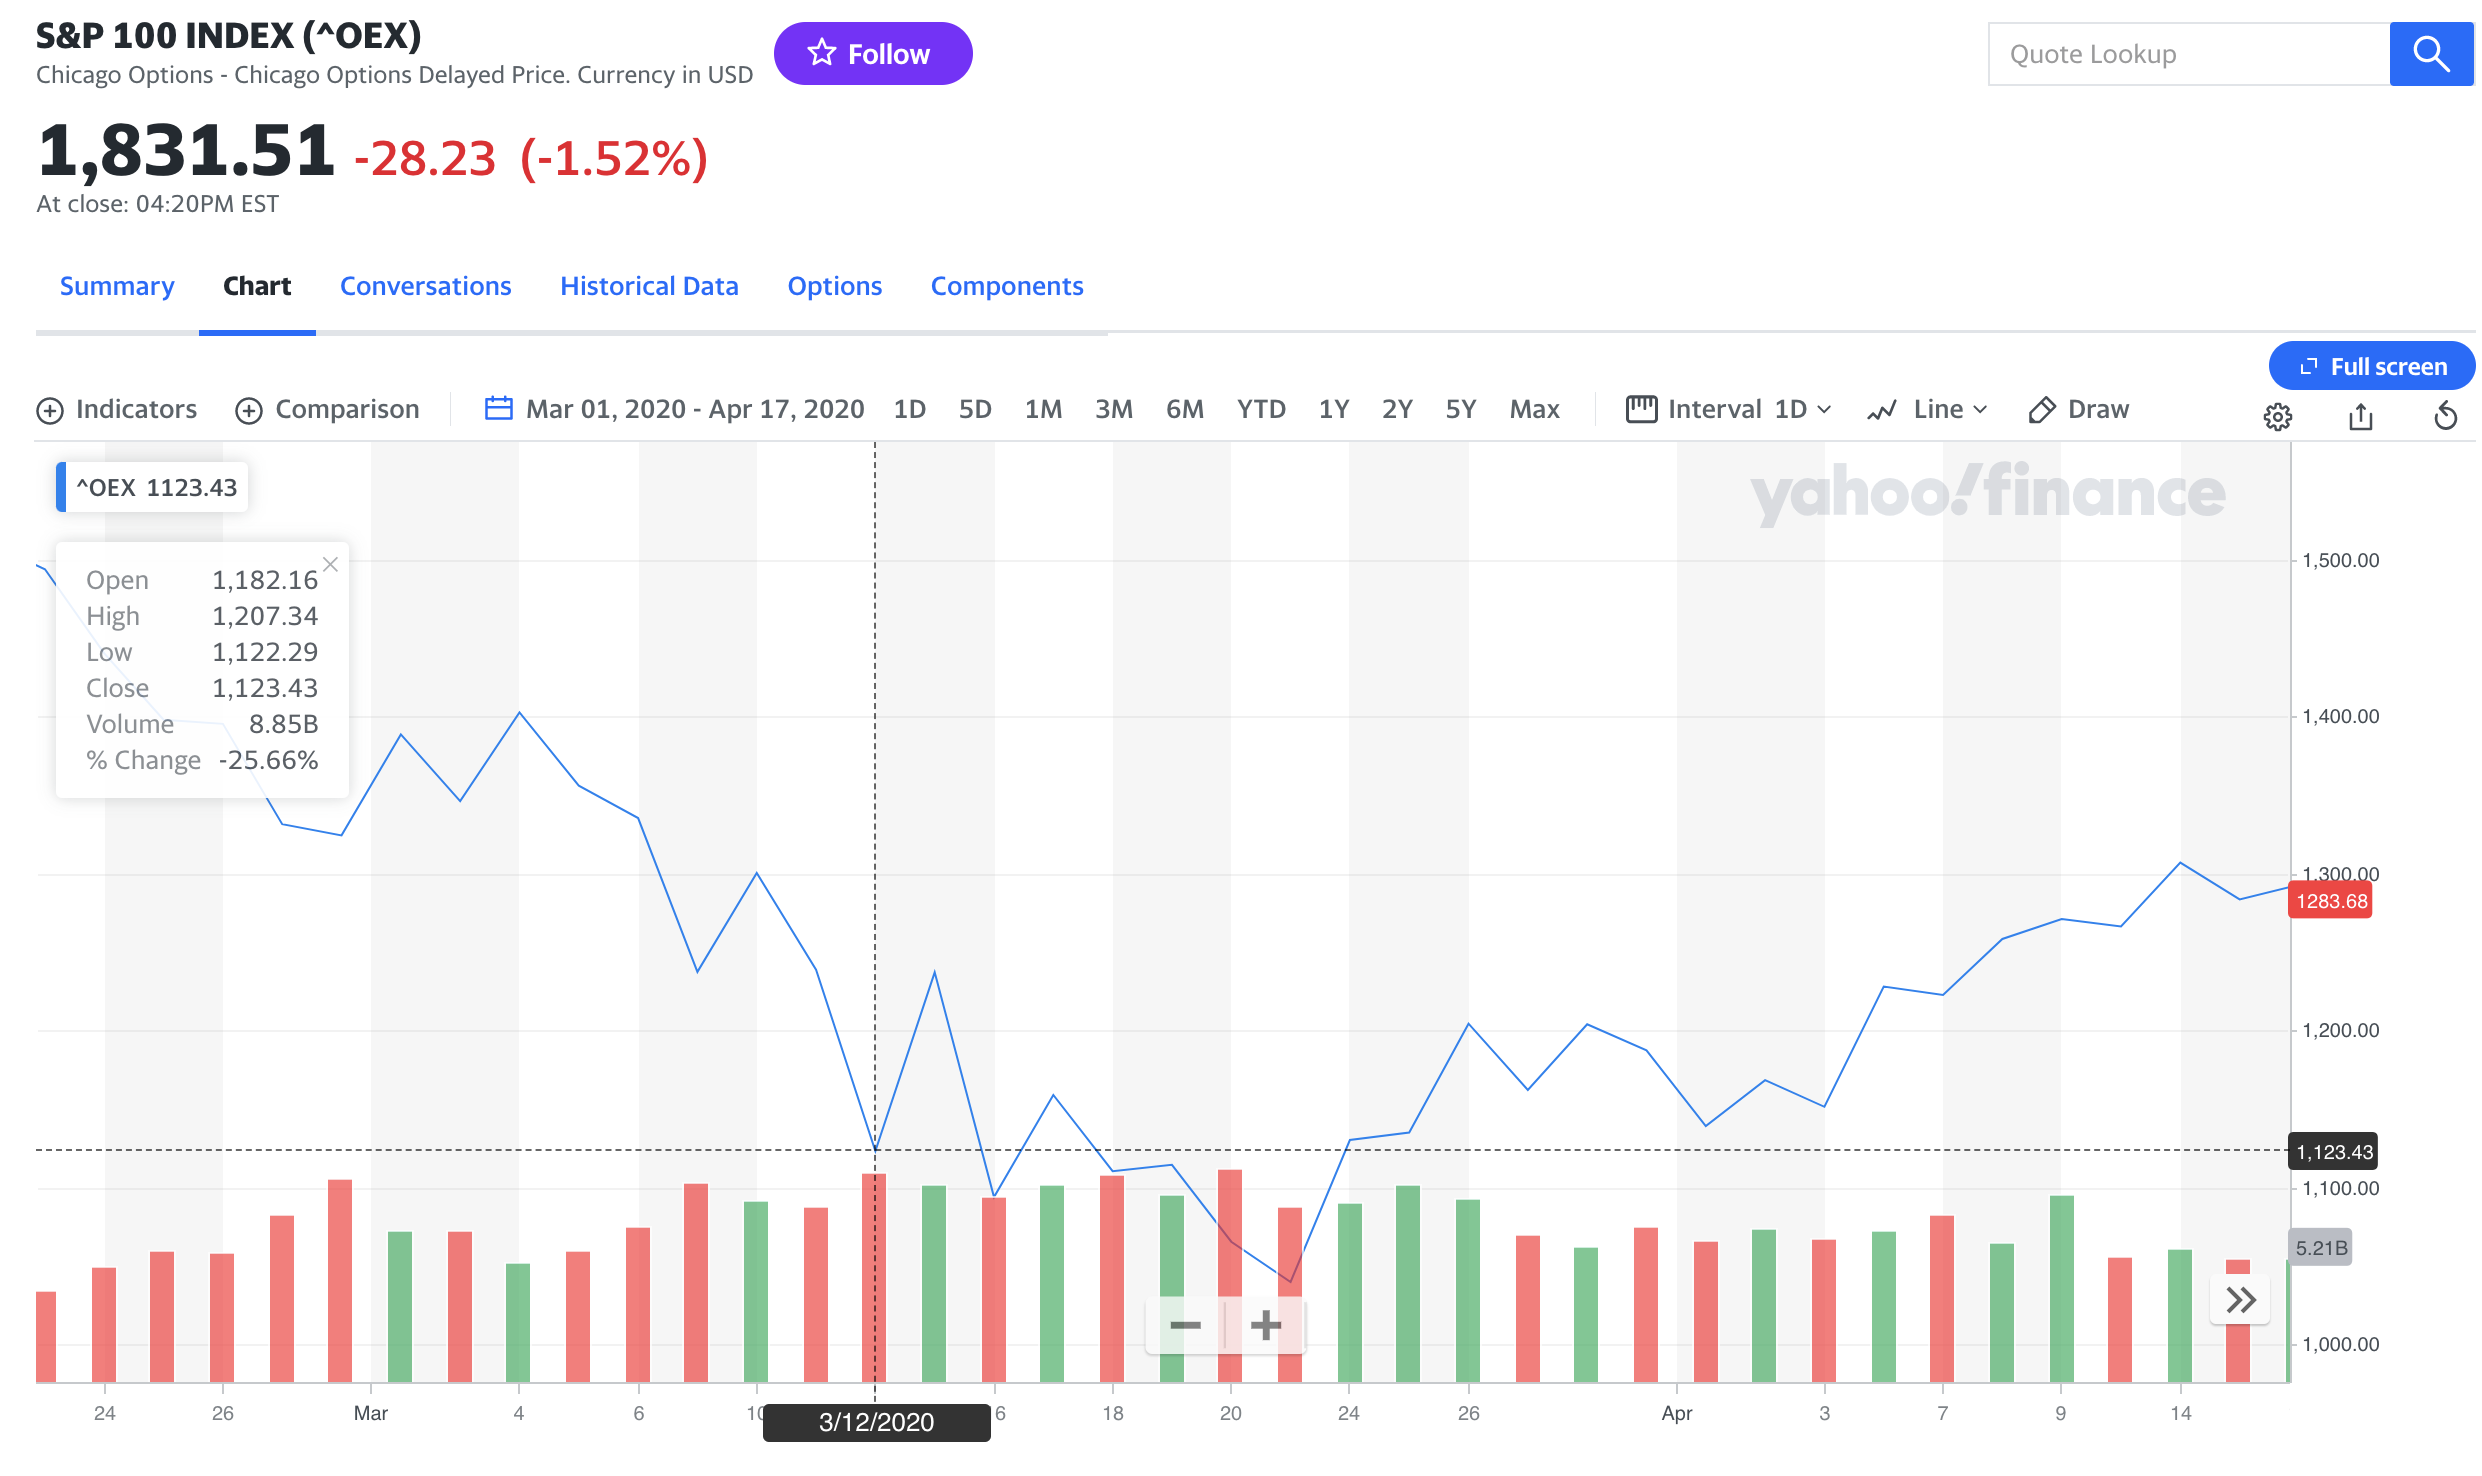 S&P 100 INDEX (^OEX)
Chicago Options - Chicago Options Delayed Price. Currency in USD
Follow
Quote Lookup
1,831.51 -28.23 (-1.52%)
At close: 04:20PM EST
Summary Chart Conversations Historical Data Options Components
Full screen
Indicators Comparison Mar 01, 2020 - Apr 17, 2020 1D 5D 1M 3M 6M YTD 1Y 2Y 5Y Max Interval 1D Line Draw
^OEX 1123.43
yahoo!finance
Open 1,182.16
High 1,207.34
Low 1,122.29
Close 1,123.43
Volume 8.85B
% Change -25.66%
1,500.00
1,400.00
1,300.00
1283.68
1,200.00
1,123.43
1,100.00
5.21B
1,000.00
24 26 Mar 4 6 10 3/12/2020 6 18 20 24 26 Apr 3 7 9 14